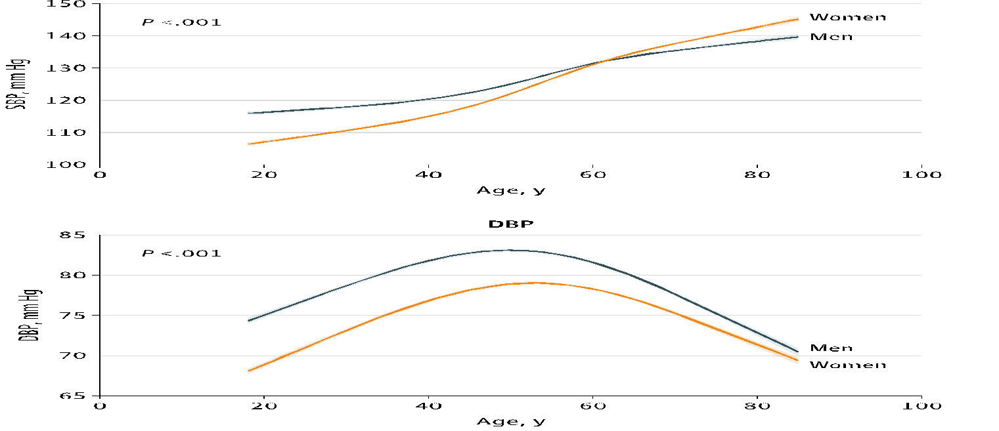 150
P <.001
Women
140
Men
130
SBP, mm Hg
120
110
100
0 20 40 60 80 100
Age, y
DBP
85
P <.001
80
DBP, mm Hg
75
70
Men
Women
65
0 20 40 60 80 100
Age, y